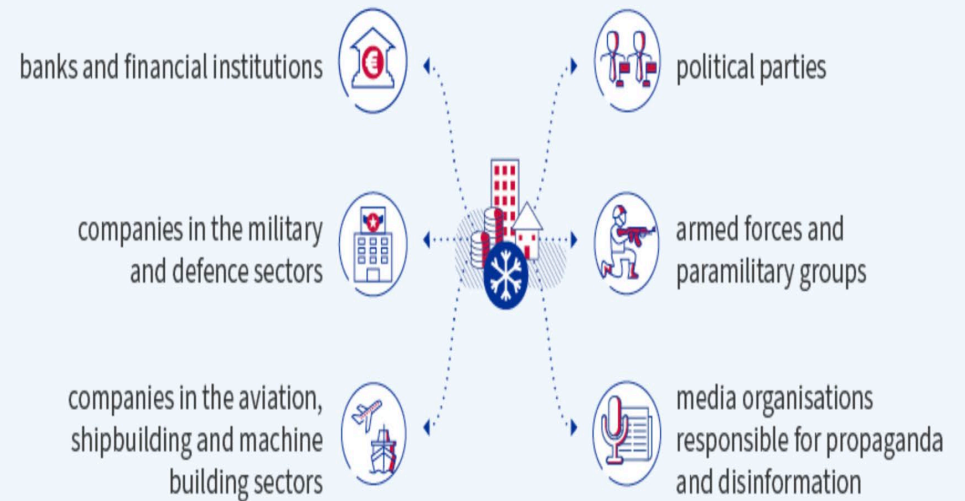 banks and financial institutions
political parties
companies in the military
and defence sectors
armed forces and
paramilitary groups
companies in the aviation,
shipbuilding and machine
building sectors
media organisations
responsible for propaganda
and disinformation